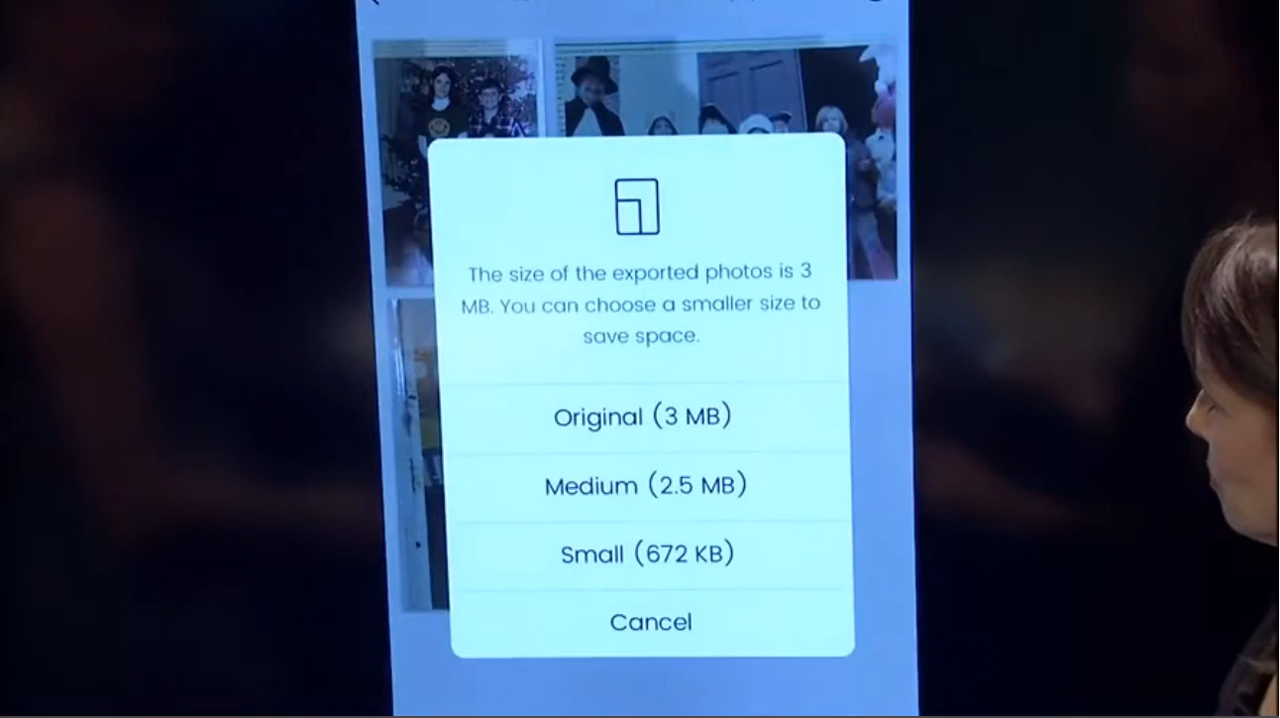 The size of the exported photos is 3
MB. You can choose a smaller size to
save space.
Original (3 MB)
Medium (2.5 MB)
Small (672 KB)
Cancel